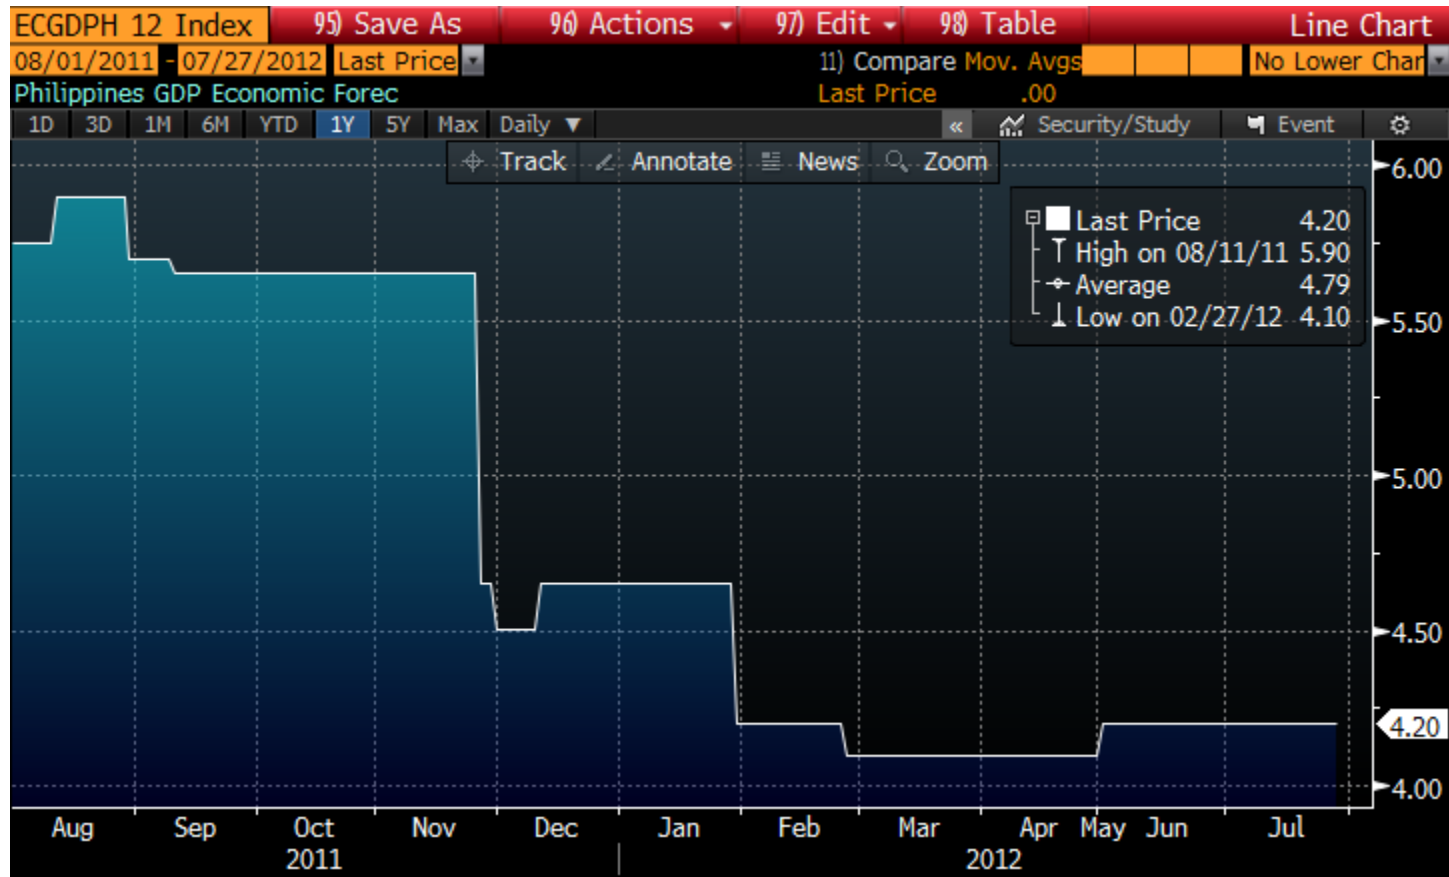 ECGDPH 12 Index 95) Save As 96) Actions 97) Edit 98) Table Line Chart
08/01/2011 - 07/27/2012 Last Price 11) Compare Mov. Avgs No Lower Char
Philippines GDP Economic Forec Last Price .00
1D 3D 1M 6M YTD 1Y 5Y Max Daily ▼ « Security/Study Event
Track Annotate News Zoom
6.00
Last Price 4.20
High on 08/11/11 5.90
Average 4.79
Low on 02/27/12 4.10
5.50
5.00
4.50
4.20
4.00
Aug Sep Oct Nov Dec Jan Feb Mar Apr May Jun Jul
2011 2012